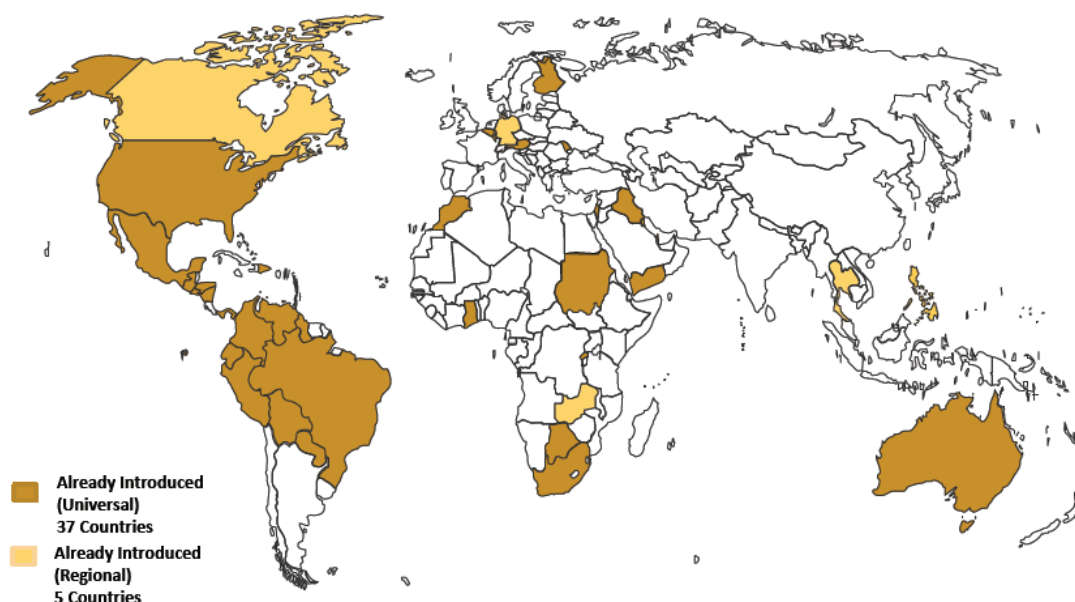 Already Introduced
(Universal)
37 Countries
Already Introduced
(Regional)
5 Countries